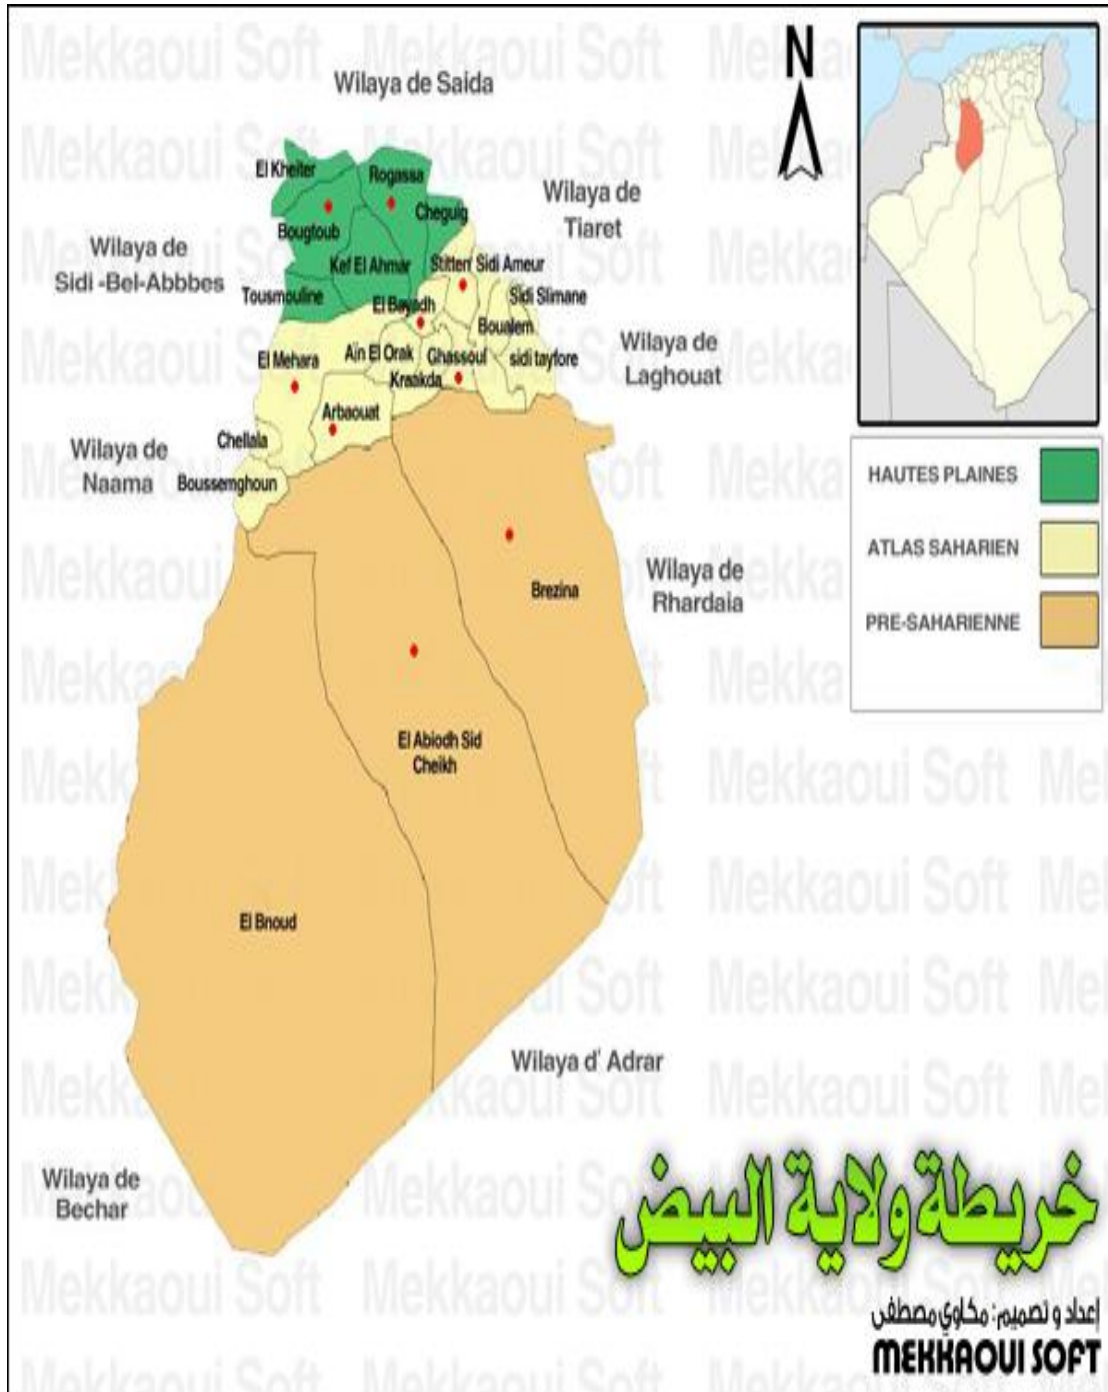 Wilaya de Saida
N
El Kheiter
Rogassa
Wilaya de
Tiaret
Cheguig
Bougtoub
Wilaya de
Sidi -Bel-Abbbes
Kef El Ahmar
Stitten
Sidi Ameur
Tousmouline
El Bayadh
Sidi Slimane
Boualem
Wilaya de
Laghouat
El Mehara
Aïn El Orak
Ghassoul
sidi tayfore
Kraakda
Arbaouat
Chellala
Wilaya de
Naama
Boussemghoun
HAUTES PLAINES
ATLAS SAHARIEN
PRE-SAHARIENNE
Wilaya de
Rhardaia
Brezina
El Abiodh Sid
Cheikh
El Bnoud
Wilaya d' Adrar
Wilaya de
Bechar
خريطة ولاية البيض
إعداد و تصميم: مكاوي مصطفى
MEKKAOUI SOFT
Mekkaoui Soft